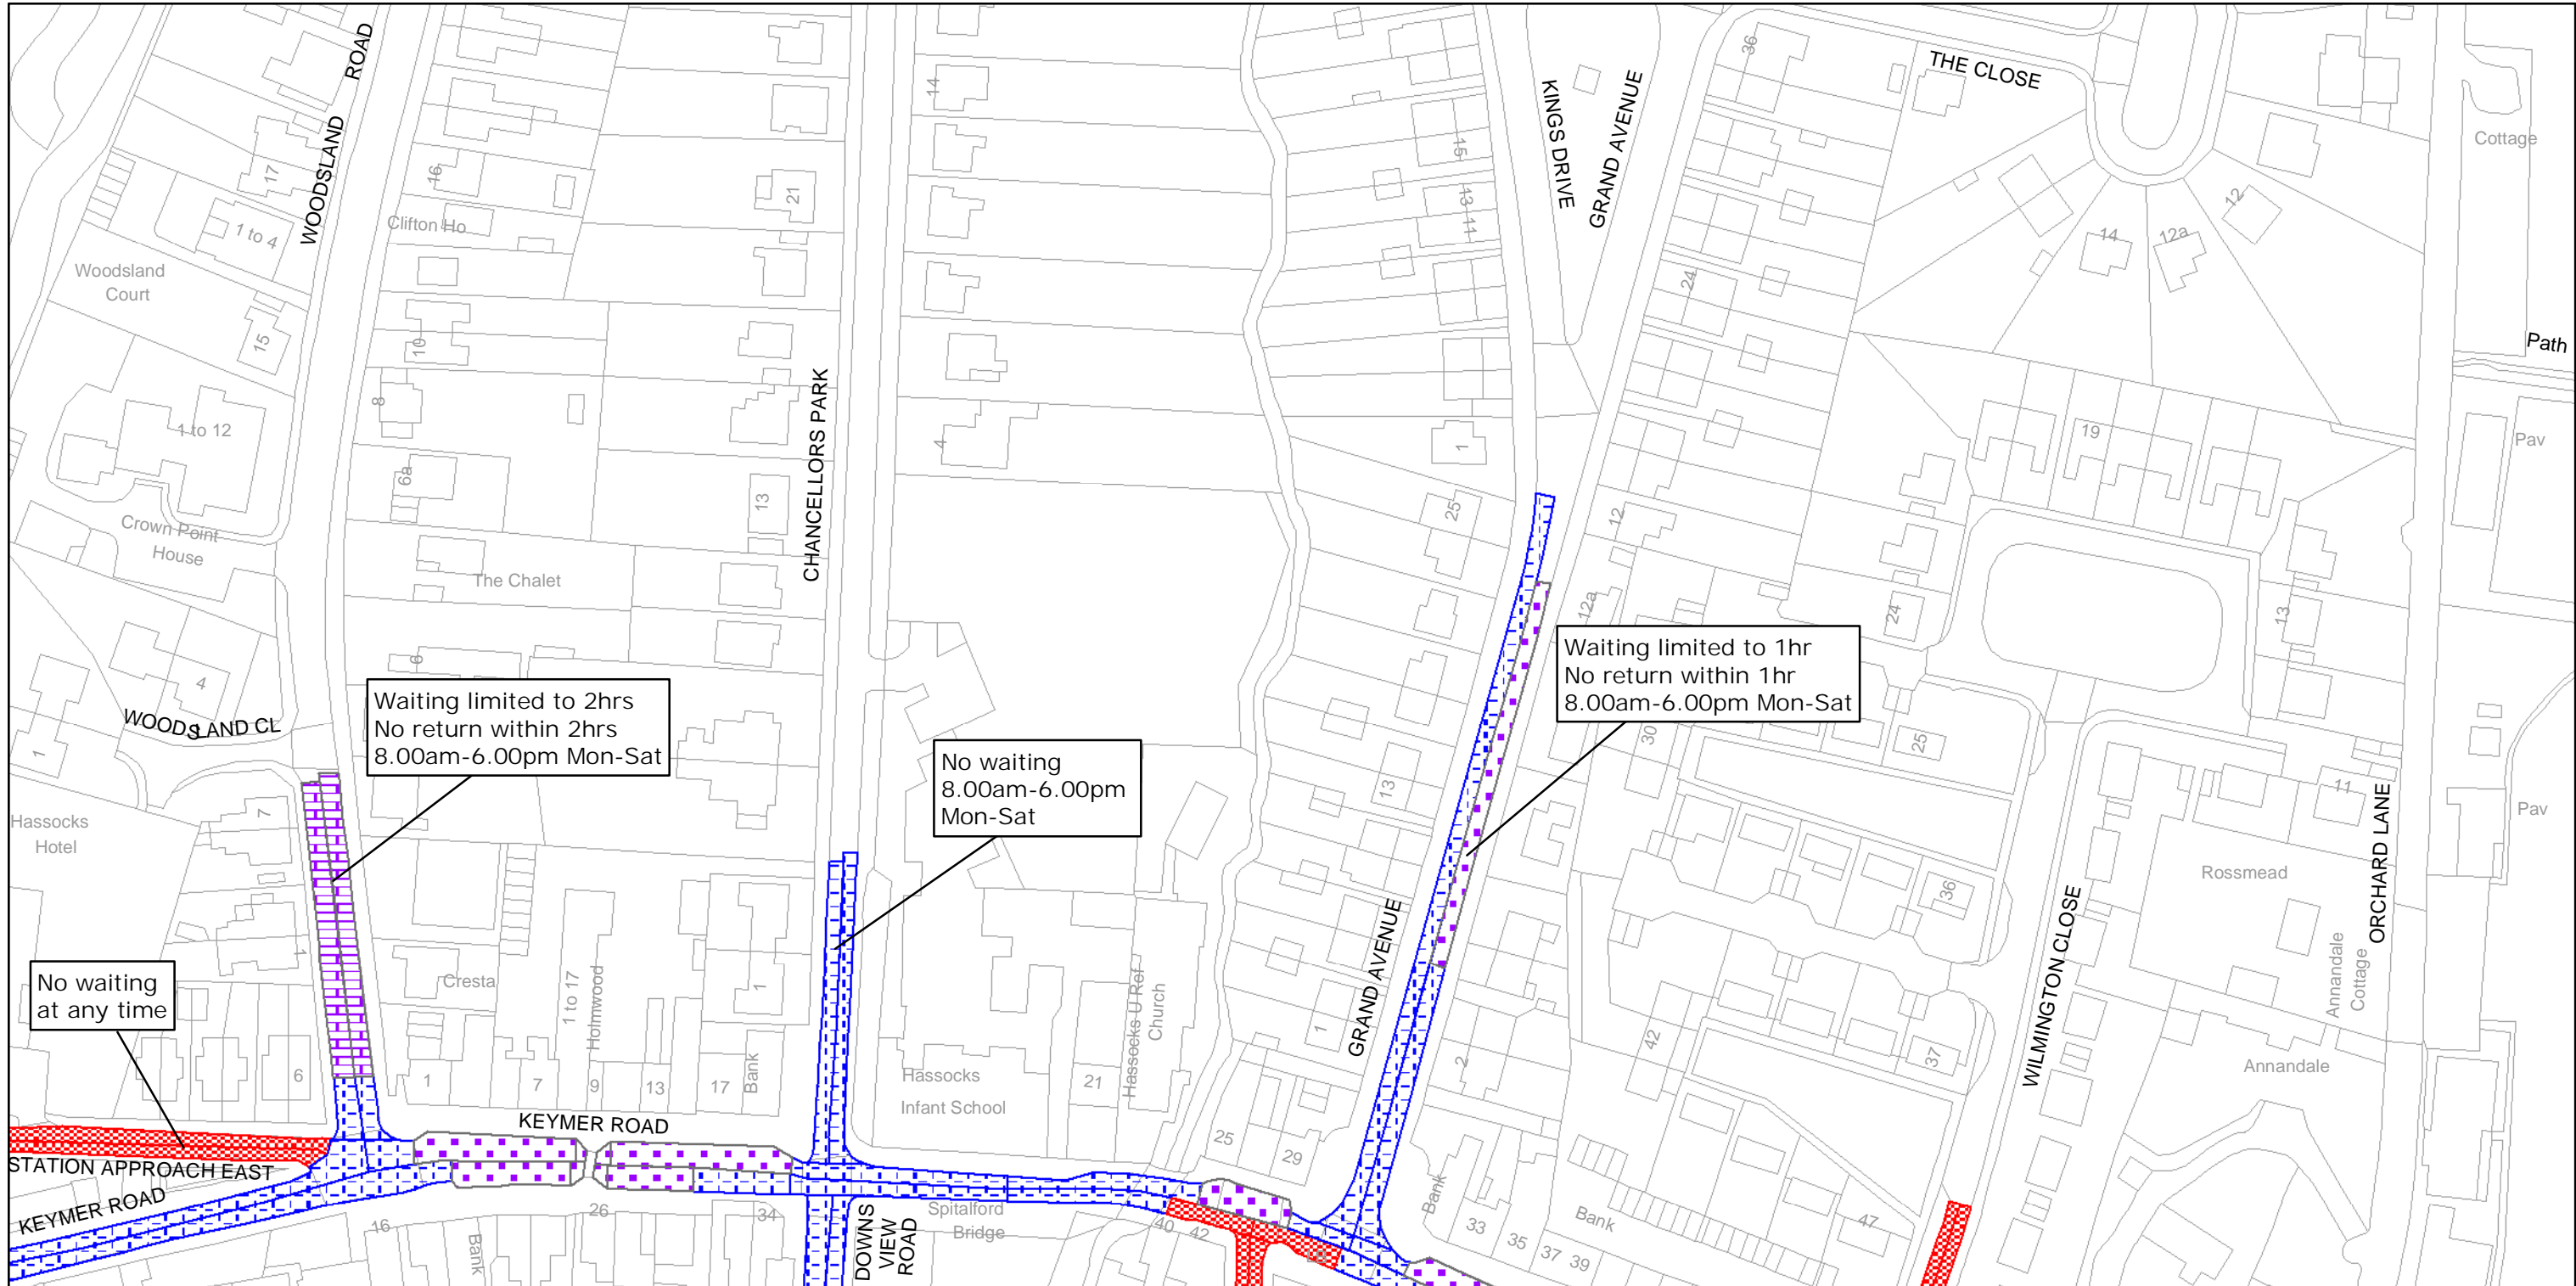 WOODSLAND ROAD
14
KINGS DRIVE
GRAND AVENUE
36
THE CLOSE
Cottage
17
16
21
15
13
11
12
1 to 4
Clifton Ho
14
12a
Woodsland
Court
24
15
10
Path
8
1 to 12
CHANCELLORS PARK
4
1
19
Pav
6a
13
25
12
Crown Point
House
The Chalet
12a
24
13
6
4
WOODSLAND CL
1
Waiting limited to 2hrs
No return within 2hrs
8.00am-6.00pm Mon-Sat
Waiting limited to 1hr
No return within 1hr
8.00am-6.00pm Mon-Sat
30
25
No waiting
8.00am-6.00pm
Mon-Sat
13
11
7
Hassocks
Hotel
Pav
ORCHARD LANE
Rossmead
36
1
No waiting
at any time
Cresta
1 to 17
Holmwood
1
Hassocks U Ref
Church
GRAND AVENUE
1
WILMINGTON CLOSE
Annandale
Cottage
6
1
7
9
13
17
Bank
Hassocks
Infant School
21
2
42
37
Annandale
KEYMER ROAD
25
29
STATION APPROACH EAST
KEYMER ROAD
16
Bank
26
34
DOWNS
VIEW
ROAD
Spitalford
Bridge
40
42
Bank
33
35
37
39
Bank
47